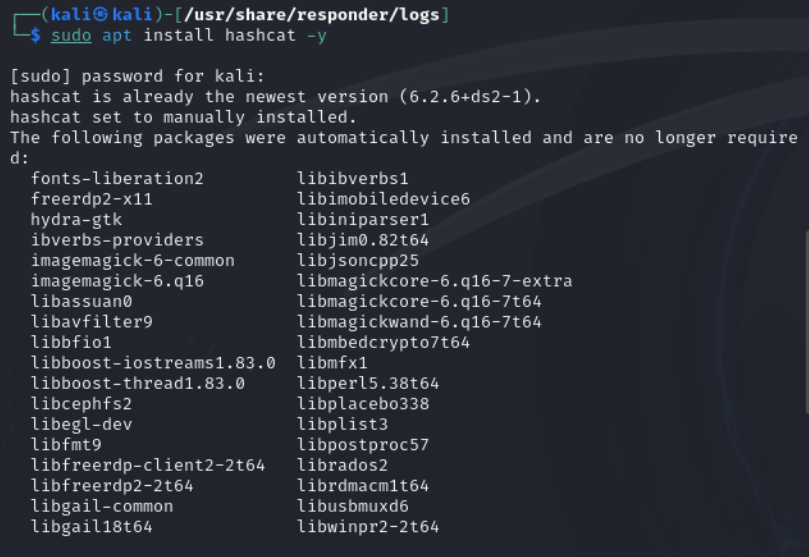 ┌──(kali㉿kali)-[/usr/share/responder/logs]
└─$ sudo apt install hashcat -y
[sudo] password for kali:
hashcat is already the newest version (6.2.6+ds2-1).
hashcat set to manually installed.
The following packages were automatically installed and are no longer require
d:
  fonts-liberation2         libibverbs1
  freerdp2-x11              libimobiledevice6
  hydra-gtk                 libiniparser1
  ibverbs-providers         libjim0.82t64
  imagemagick-6-common      libjsoncpp25
  imagemagick-6.q16         libmagickcore-6.q16-7-extra
  libassuan0                libmagickcore-6.q16-7t64
  libavfilter9              libmagickwand-6.q16-7t64
  libbfio1                  libmbedcrypto7t64
  libboost-iostreams1.83.0  libmfx1
  libboost-thread1.83.0     libperl5.38t64
  libcephfs2                libplacebo338
  libegl-dev                libplist3
  libfmt9                   libpostproc57
  libfreerdp-client2-2t64   librados2
  libfreerdp2-2t64          librdmacm1t64
  libgail-common            libusbmuxd6
  libgail18t64              libwinpr2-2t64